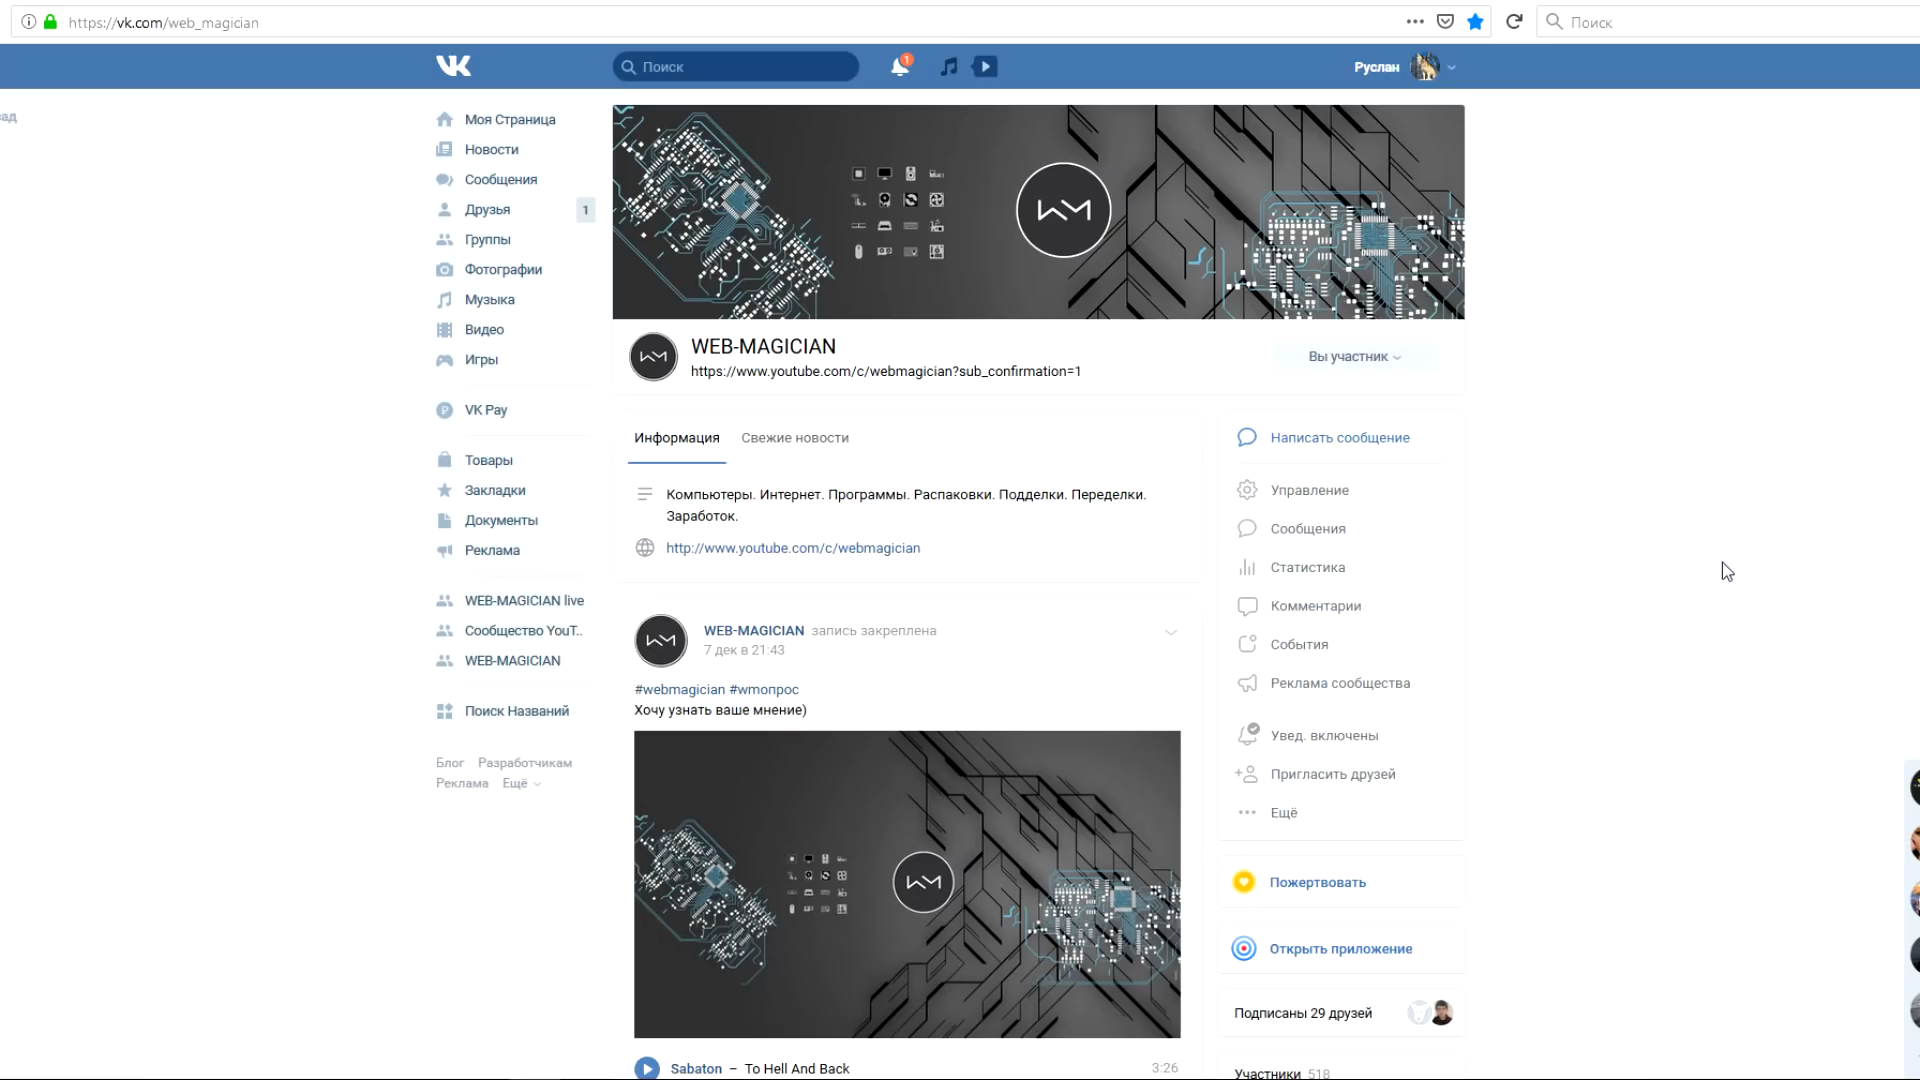 https://vk.com/web_magician
Поиск
Поиск
1
Руслан
ад
Моя Страница
Новости
Сообщения
Друзья
1
Группы
Фотографии
Музыка
Видео
Игры
VK Pay
Товары
Закладки
Документы
Реклама
WEB-MAGICIAN live
Сообщество YouT..
WEB-MAGICIAN
Поиск Названий
Блог Разработчикам
Реклама Ещё
WM
WEB-MAGICIAN
https://www.youtube.com/c/webmagician?sub_confirmation=1
Вы участник
Информация
Свежие новости
Компьютеры. Интернет. Программы. Распаковки. Подделки. Переделки.
Заработок.
http://www.youtube.com/c/webmagician
WEB-MAGICIAN запись закреплена
7 дек в 21:43
#webmagician #wmопрос
Хочу узнать ваше мнение)
WM
Sabaton – To Hell And Back
3:26
Написать сообщение
Управление
Сообщения
Статистика
Комментарии
События
Реклама сообщества
Увед. включены
Пригласить друзей
Ещё
Пожертвовать
Открыть приложение
Подписаны 29 друзей
Участники 518